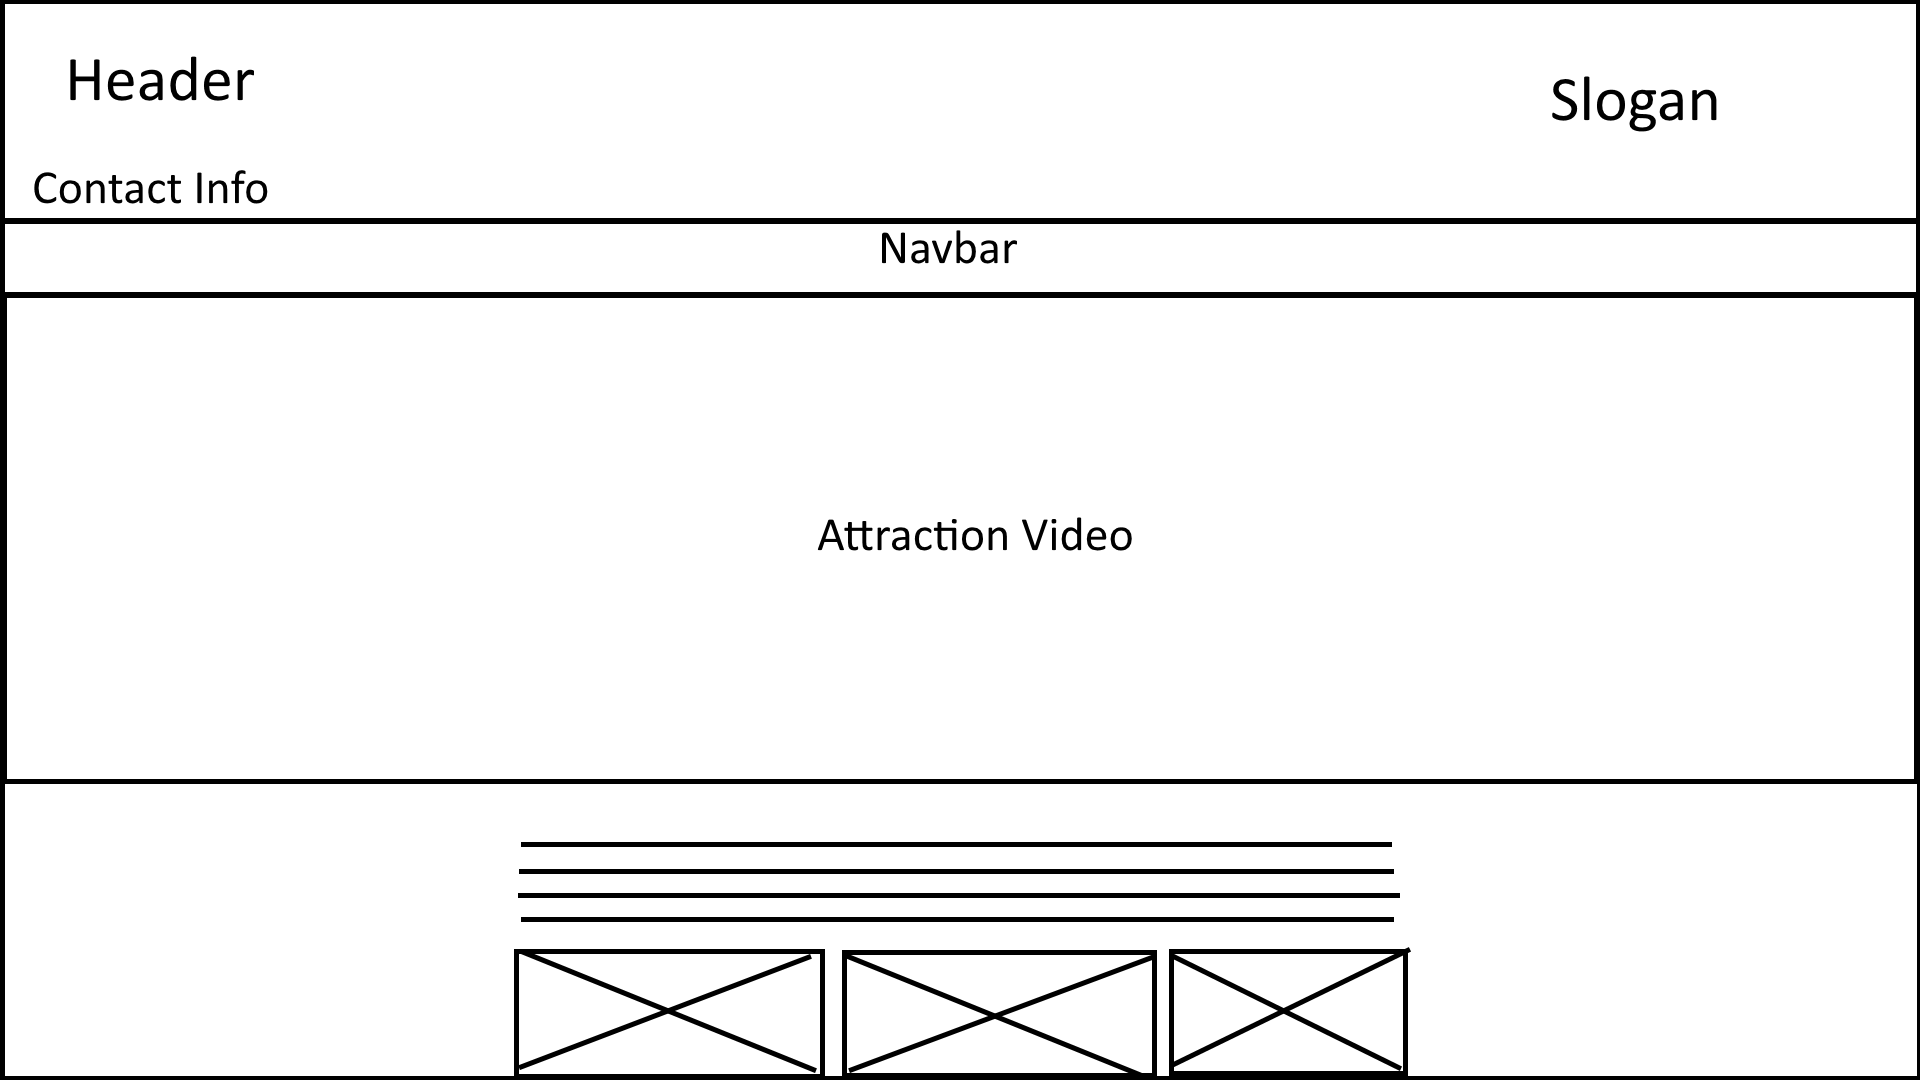 Header
Slogan
Contact Info
Navbar
Attraction Video